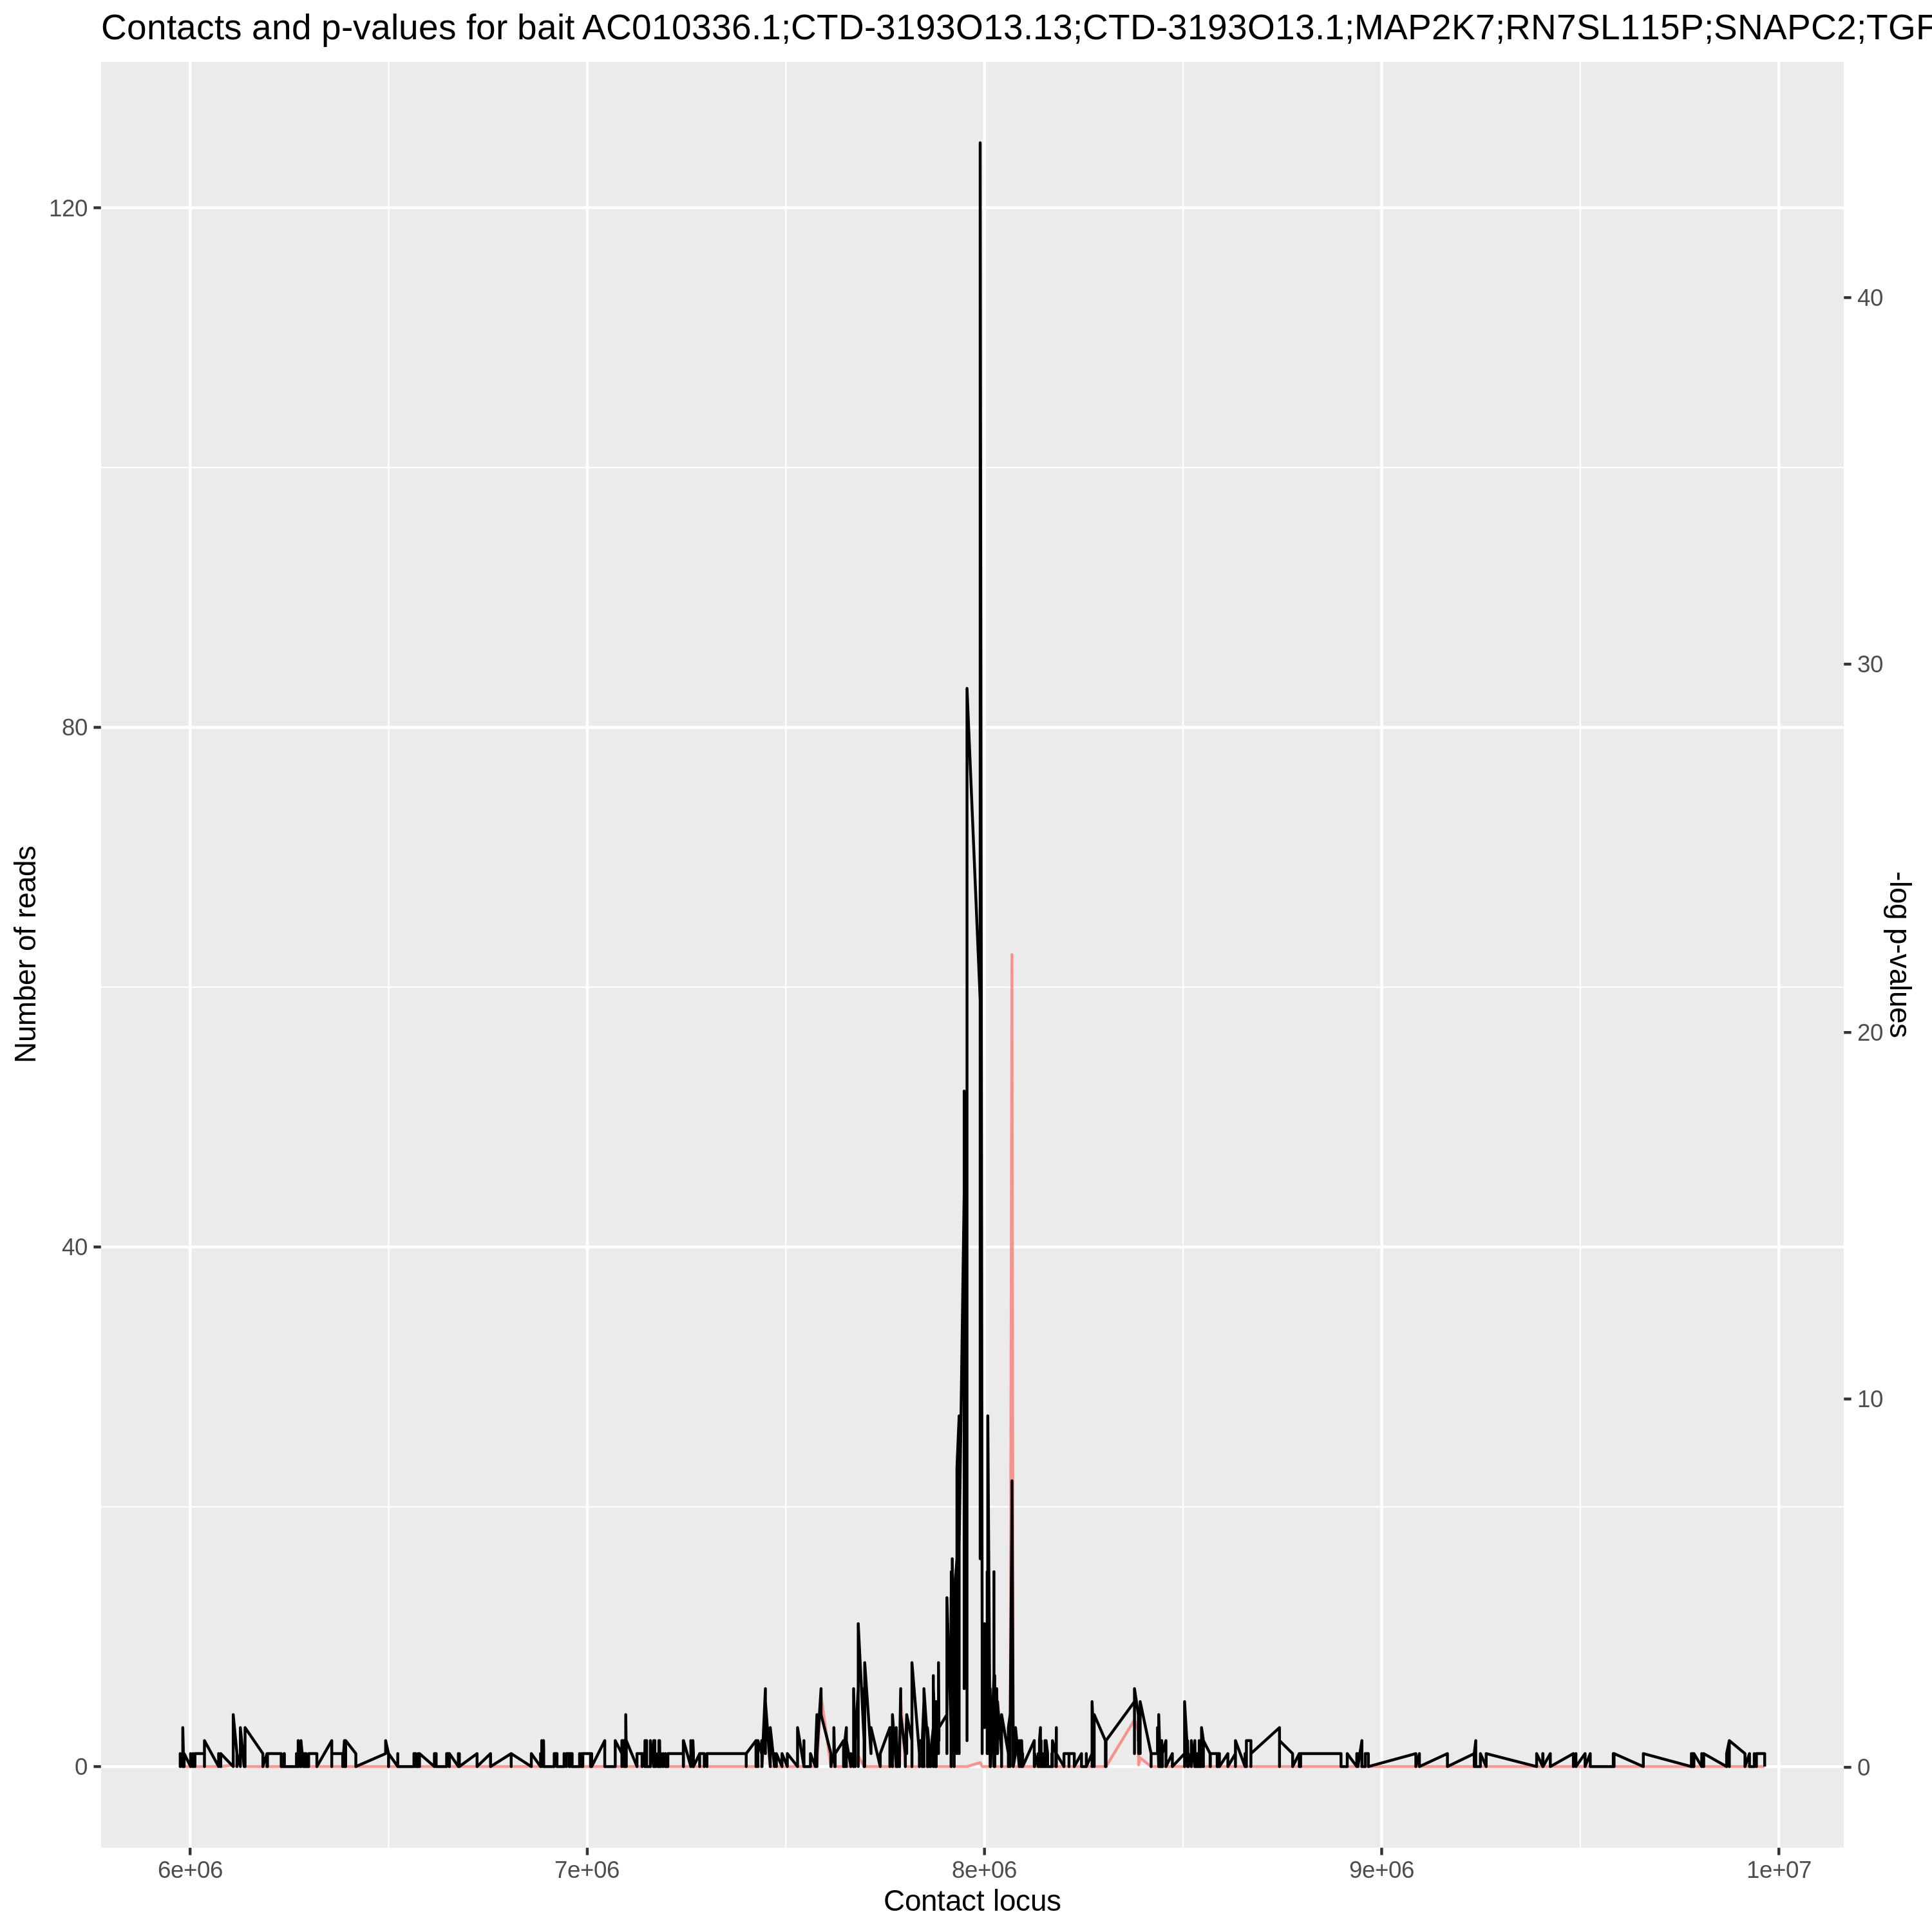 Contacts and p-values for bait AC010336.1;CTD-3193O13.13;CTD-3193O13.1;MAP2K7;RN7SL115P;SNAPC2;TGF
120
80
40
0
Number of reads
40
30
20
10
0
-log p-values
6e+06
7e+06
8e+06
9e+06
1e+07
Contact locus